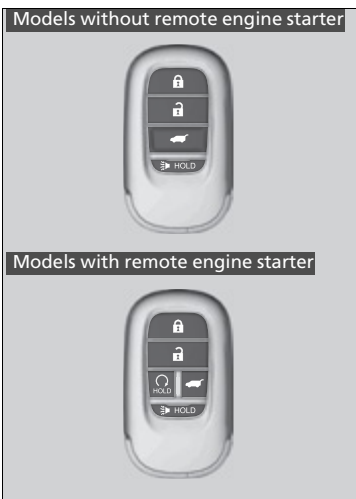 Models without remote engine starter
HOLD
Models with remote engine starter
HOLD
HOLD